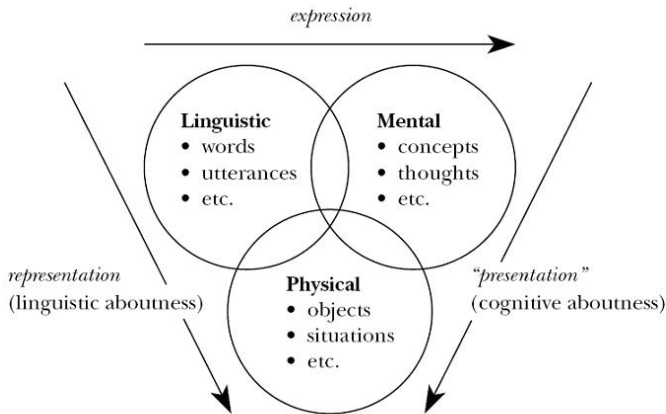 expression
Linguistic
• words
• utterances
• etc.
Mental
• concepts
• thoughts
• etc.
representation
(linguistic aboutness)
Physical
• objects
• situations
• etc.
“presentation”
(cognitive aboutness)